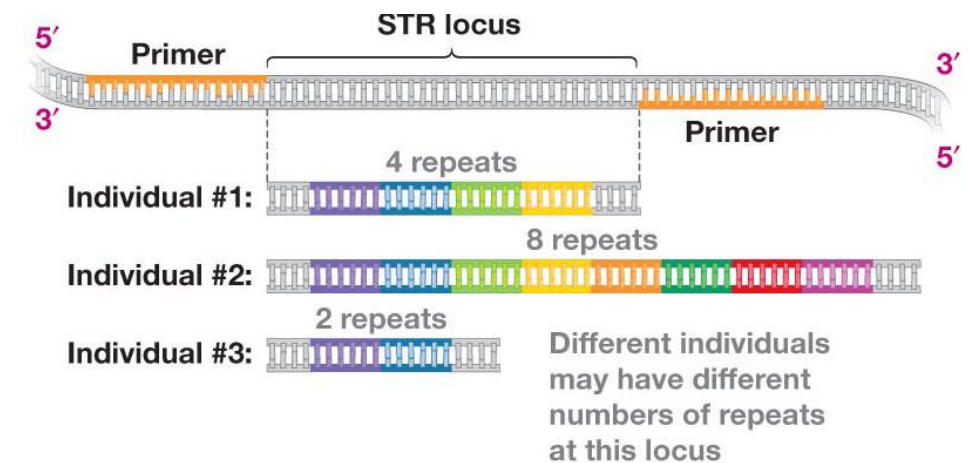 STR locus
5′
Primer
3′
3′
Primer
5′
4 repeats
Individual #1:
8 repeats
Individual #2:
2 repeats
Individual #3:
Different individuals
may have different
numbers of repeats
at this locus